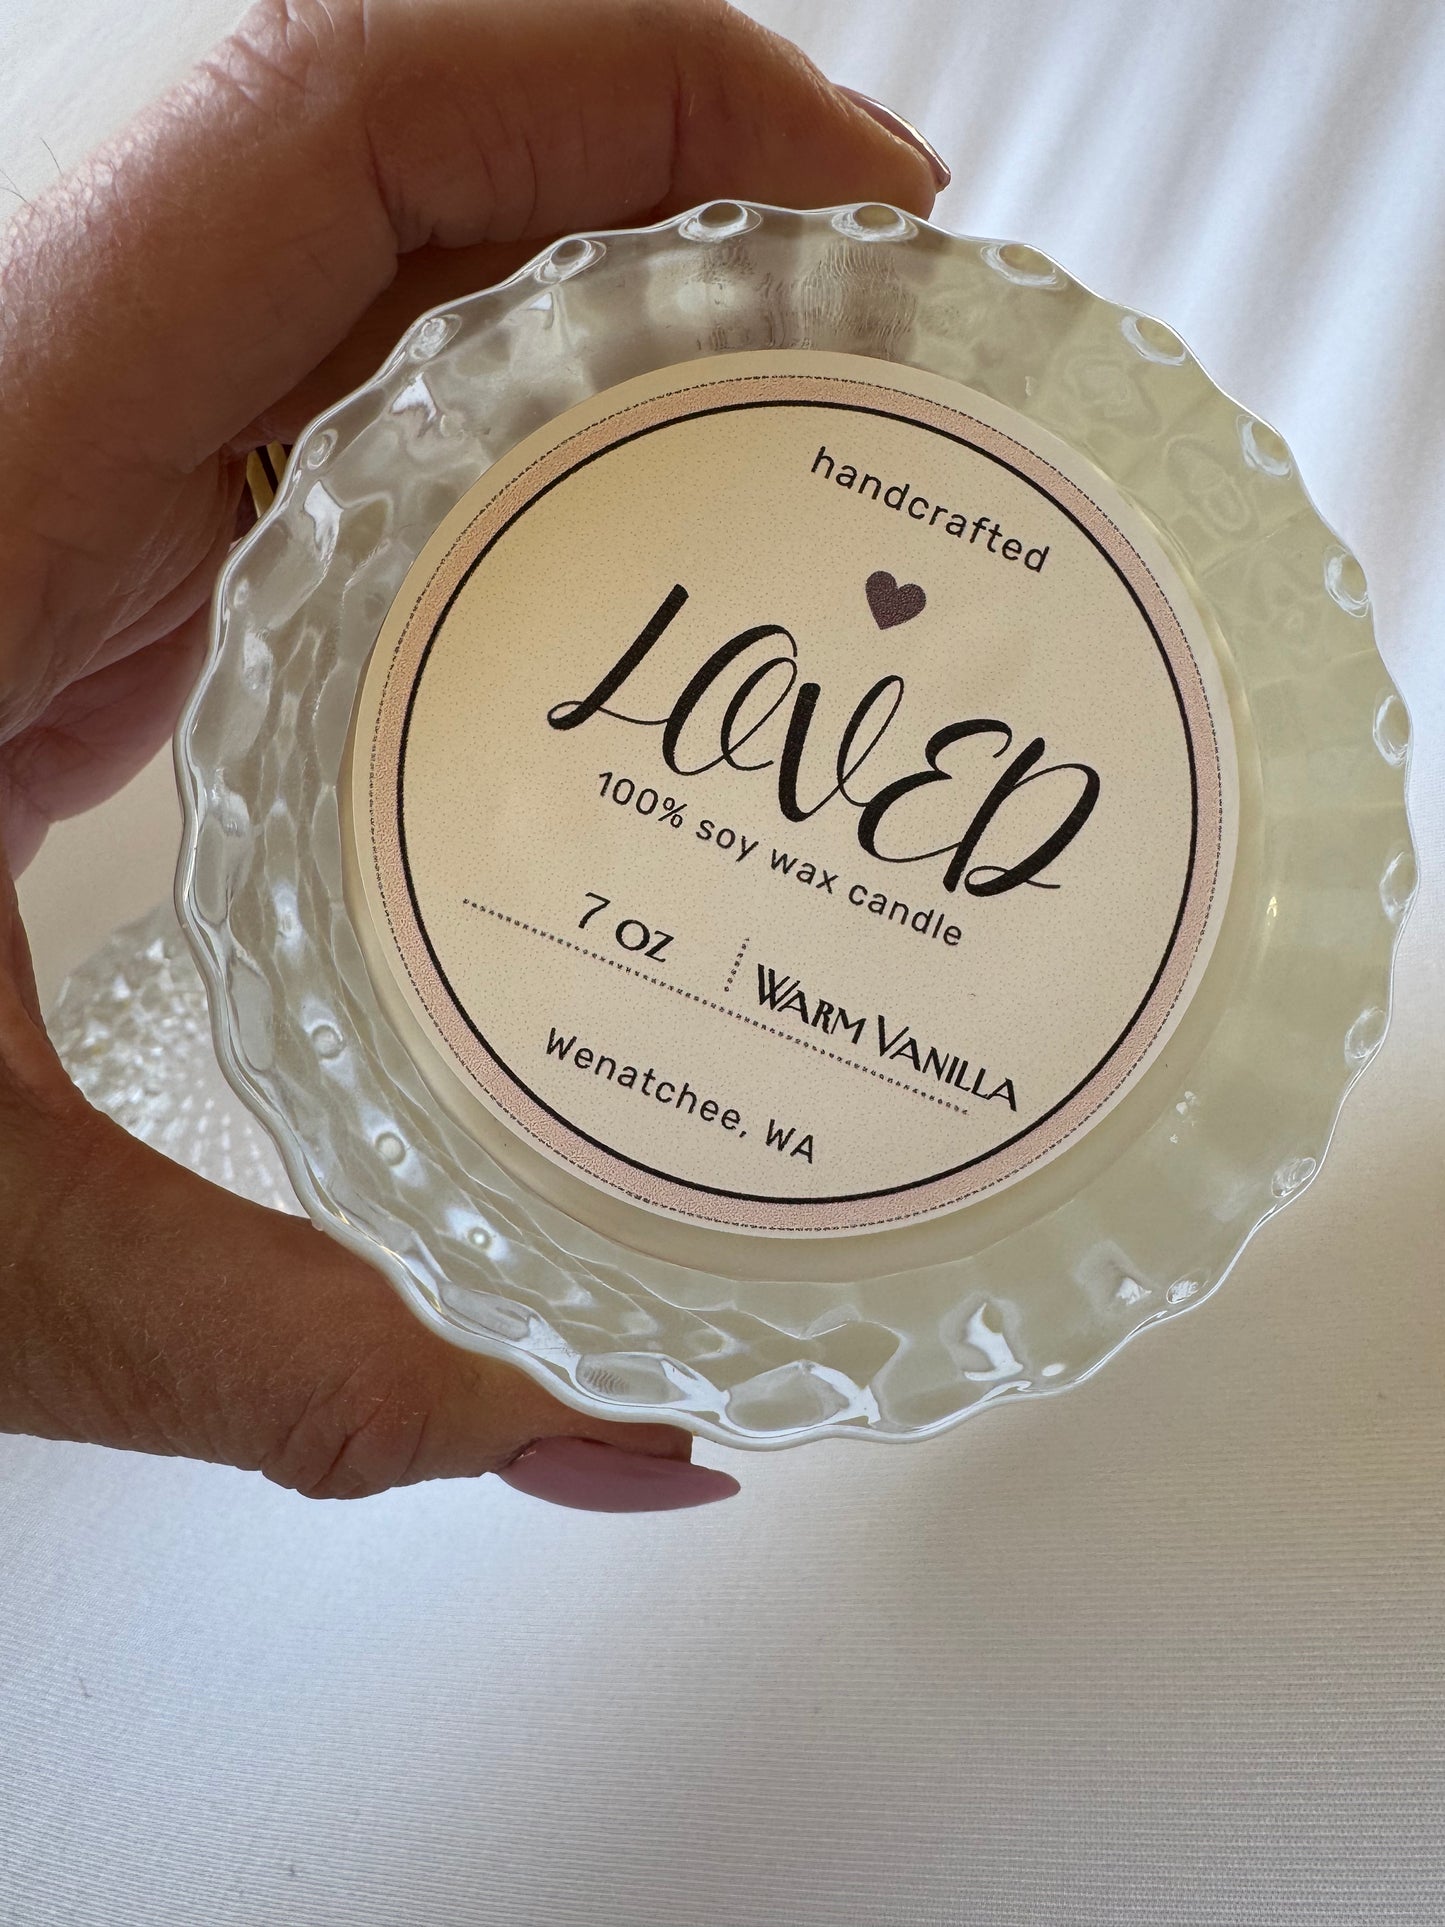 handcrafted
LOVED
100% soy wax candle
7 OZ
WARM VANILLA
Wenatchee, WA